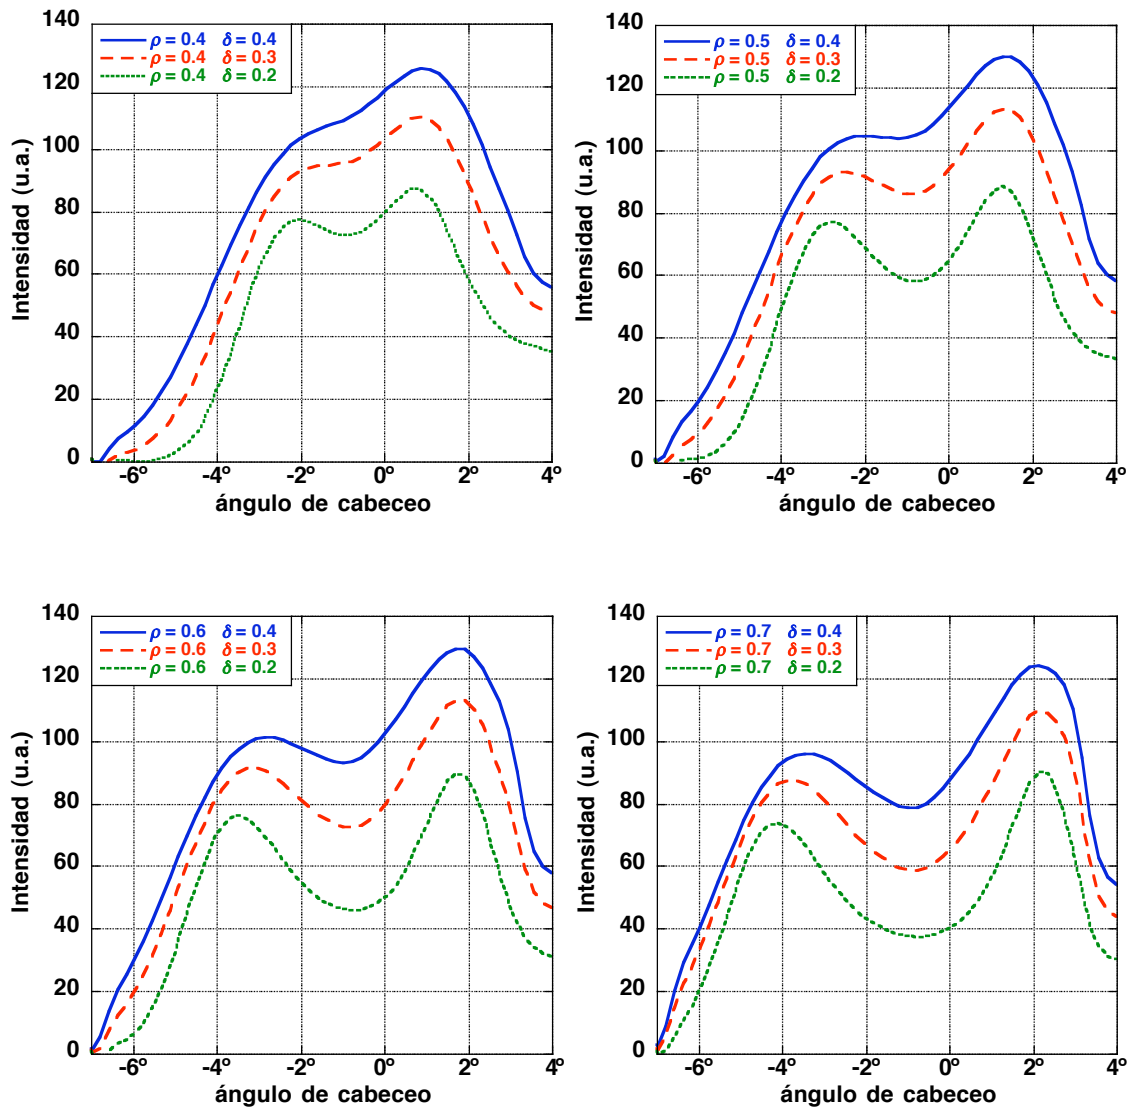 140
120
100
80
60
40
20
0
Intensidad (u.a.)
ρ = 0.4 δ = 0.4
ρ = 0.4 δ = 0.3
ρ = 0.4 δ = 0.2
-6º -4º -2º 0º 2º 4º
ángulo de cabeceo
140
120
100
80
60
40
20
0
Intensidad (u.a.)
ρ = 0.5 δ = 0.4
ρ = 0.5 δ = 0.3
ρ = 0.5 δ = 0.2
-6º -4º -2º 0º 2º 4º
ángulo de cabeceo
140
120
100
80
60
40
20
0
Intensidad (u.a.)
ρ = 0.6 δ = 0.4
ρ = 0.6 δ = 0.3
ρ = 0.6 δ = 0.2
-6º -4º -2º 0º 2º 4º
ángulo de cabeceo
140
120
100
80
60
40
20
0
Intensidad (u.a.)
ρ = 0.7 δ = 0.4
ρ = 0.7 δ = 0.3
ρ = 0.7 δ = 0.2
-6º -4º -2º 0º 2º 4º
ángulo de cabeceo